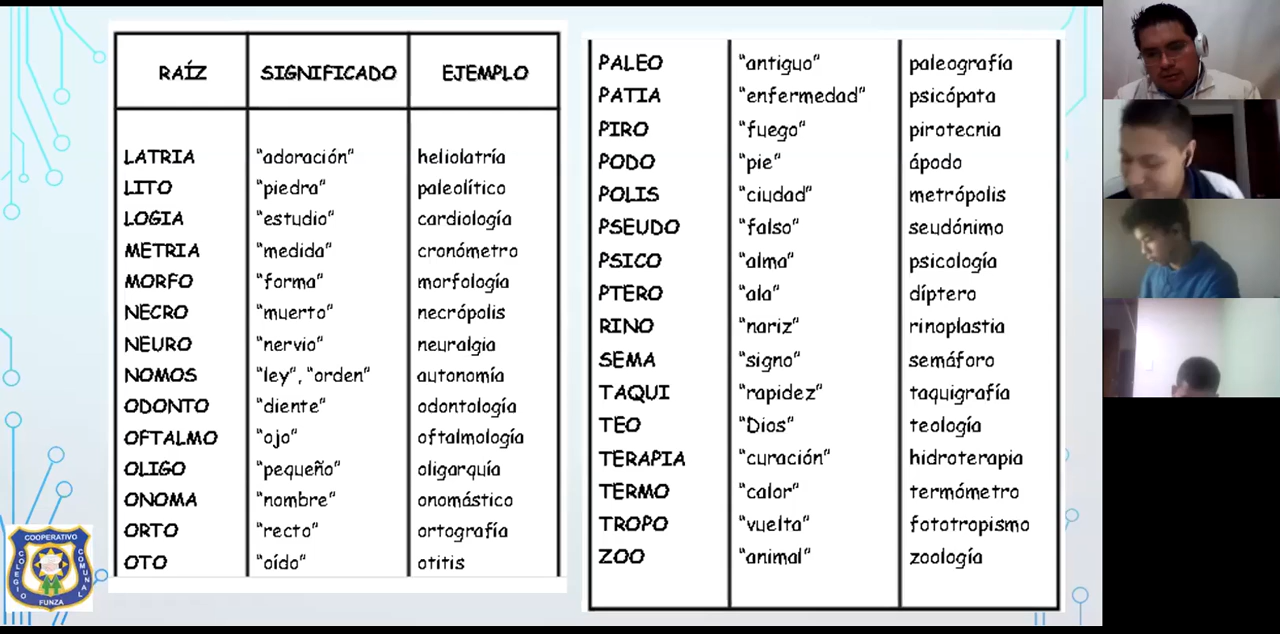 RAÍZ SIGNIFICADO EJEMPLO
LATRIA "adoración" heliolatría
LITO "piedra" paleolítico
LOGIA "estudio" cardiología
METRIA "medida" cronómetro
MORFO "forma" morfología
NECRO "muerto" necrópolis
NEURO "nervio" neuralgia
NOMOS "ley", "orden" autonomía
ODONTO "diente" odontología
OFTALMO "ojo" oftalmología
OLIGO "pequeño" oligarquía
ONOMA "nombre" onomástico
ORTO "recto" ortografía
OTO "oído" otitis
PALEO "antiguo" paleografía
PATIA "enfermedad" psicópata
PIRO "fuego" pirotecnia
PODO "pie" ápodo
POLIS "ciudad" metrópolis
PSEUDO "falso" seudónimo
PSICO "alma" psicología
PTERO "ala" díptero
RINO "nariz" rinoplastia
SEMA "signo" semáforo
TAQUI "rapidez" taquigrafía
TEO "Dios" teología
TERAPIA "curación" hidroterapia
TERMO "calor" termómetro
TROPO "vuelta" fototropismo
ZOO "animal" zoología
COOPERATIVO
COLEGIO
COMUNAL
FUNZA